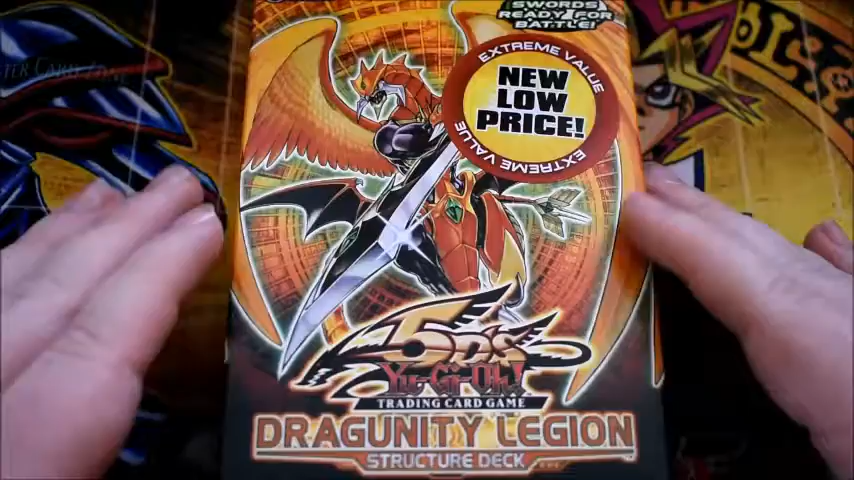 SWORDS
READY FOR
BATTLE!
EXTREME VALUE
NEW
LOW
PRICE!
EXTREME VALUE
5D's
Yu-Gi-Oh!
TRADING CARD GAME
DRAGUNITY LEGION
STRUCTURE DECK